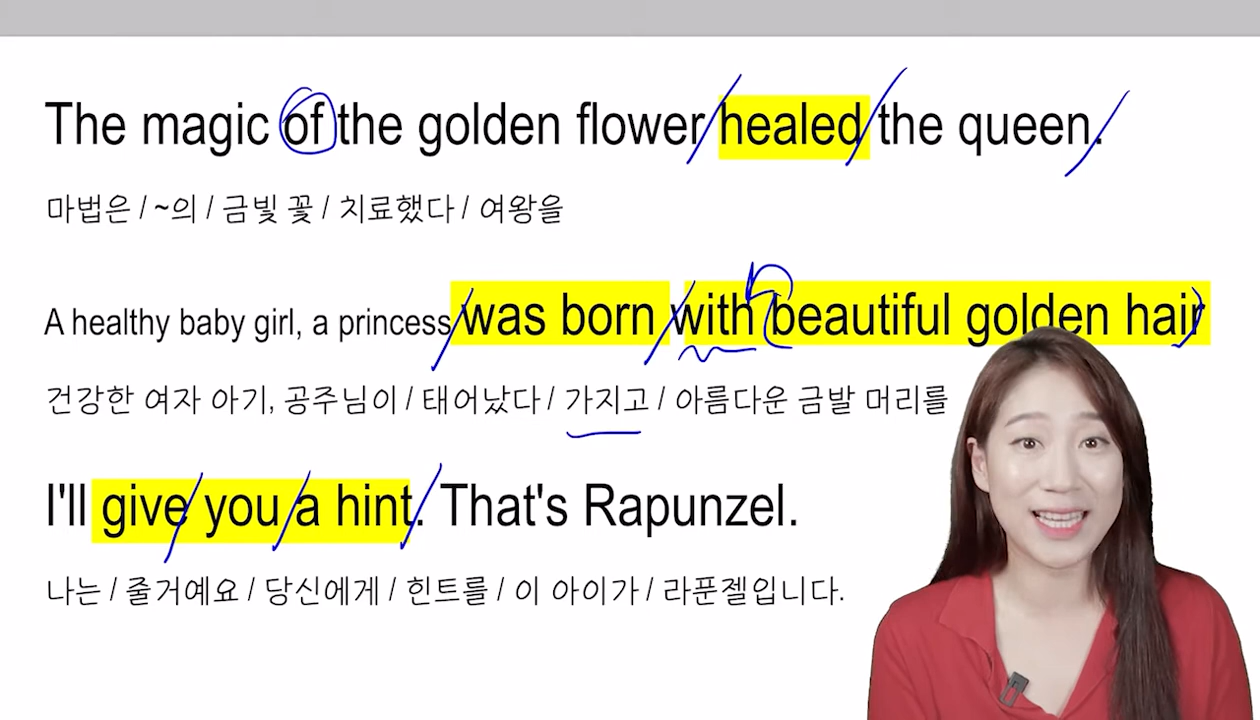 The magic of the golden flower healed the queen.
마법은 / ~의 / 금빛 꽃 / 치료했다 / 여왕을
A healthy baby girl, a princess was born with beautiful golden hair
건강한 여자 아기, 공주님이 / 태어났다 / 가지고 / 아름다운 금발 머리를
I'll give you a hint. That's Rapunzel.
나는 / 줄거예요 / 당신에게 / 힌트를 / 이 아이가 / 라푼젤입니다.